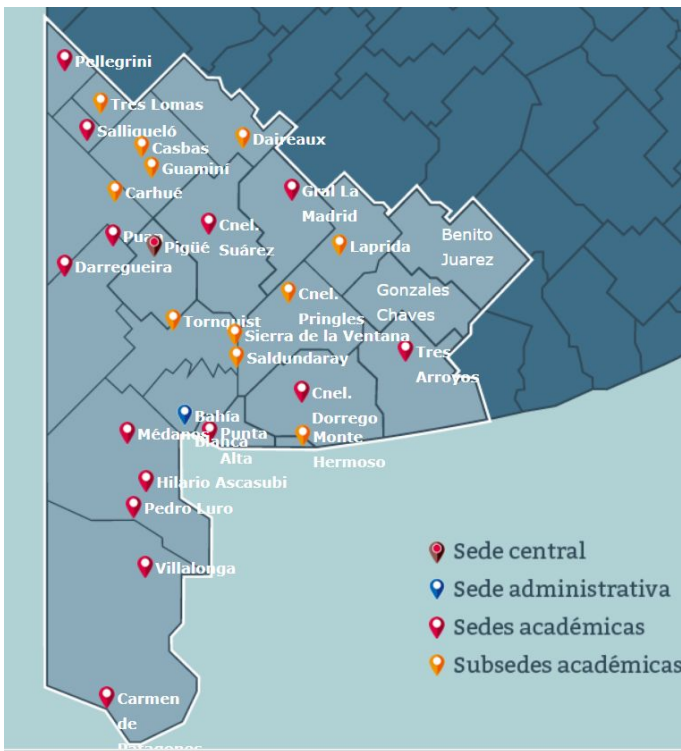 Pellegrini
Tres Lomas
Salliqueló
Casbas
Daireaux
Guaminí
Carhué
Gral La
Madrid
Puan
Pigüé
Cnel.
Suárez
Laprida
Benito
Juarez
Darregueira
Cnel.
Pringles
Gonzales
Chaves
Tornquist
Sierra de la Ventana
Saldundaray
Tres
Arroyos
Cnel.
Dorrego
Bahía
Blanca
Médanos
Punta
Alta
Monte
Hermoso
Hilario Ascasubi
Pedro Luro
Villalonga
Carmen
de
Sede central
Sede administrativa
Sedes académicas
Subsedes académicas